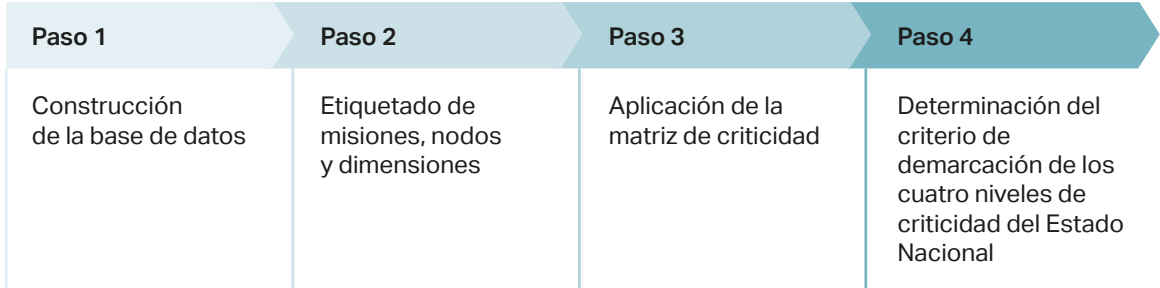 Paso 1
Construcción
de la base de datos
Paso 2
Etiquetado de
misiones, nodos
y dimensiones
Paso 3
Aplicación de la
matriz de criticidad
Paso 4
Determinación del
criterio de
demarcación de los
cuatro niveles de
criticidad del Estado
Nacional